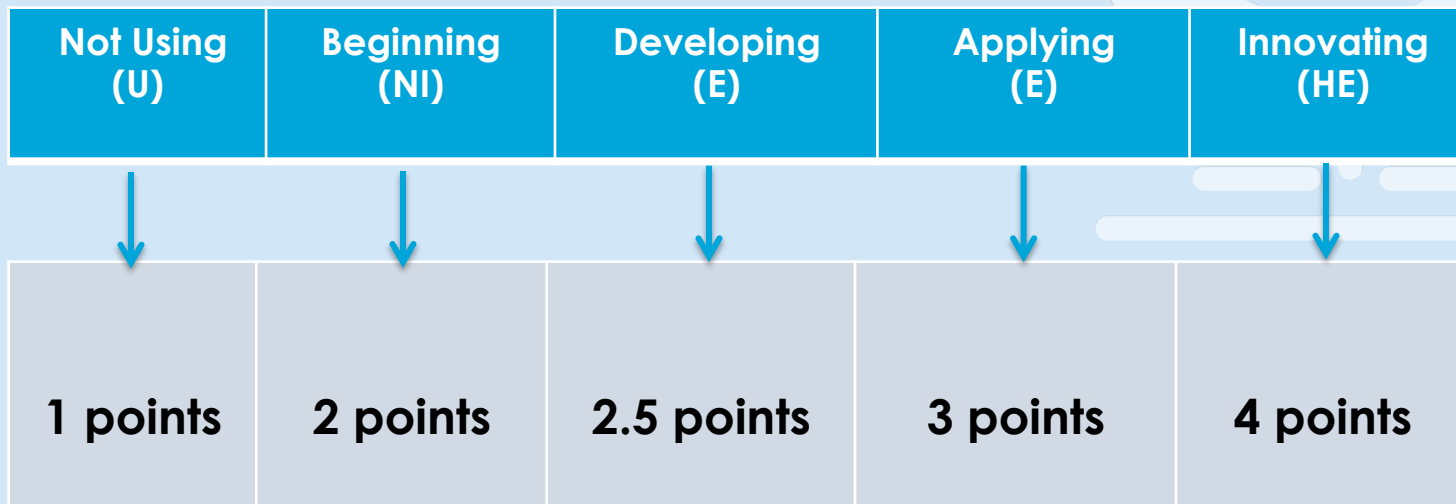 Not Using
(U)
Beginning
(NI)
Developing
(E)
Applying
(E)
Innovating
(HE)
1 points
2 points
2.5 points
3 points
4 points